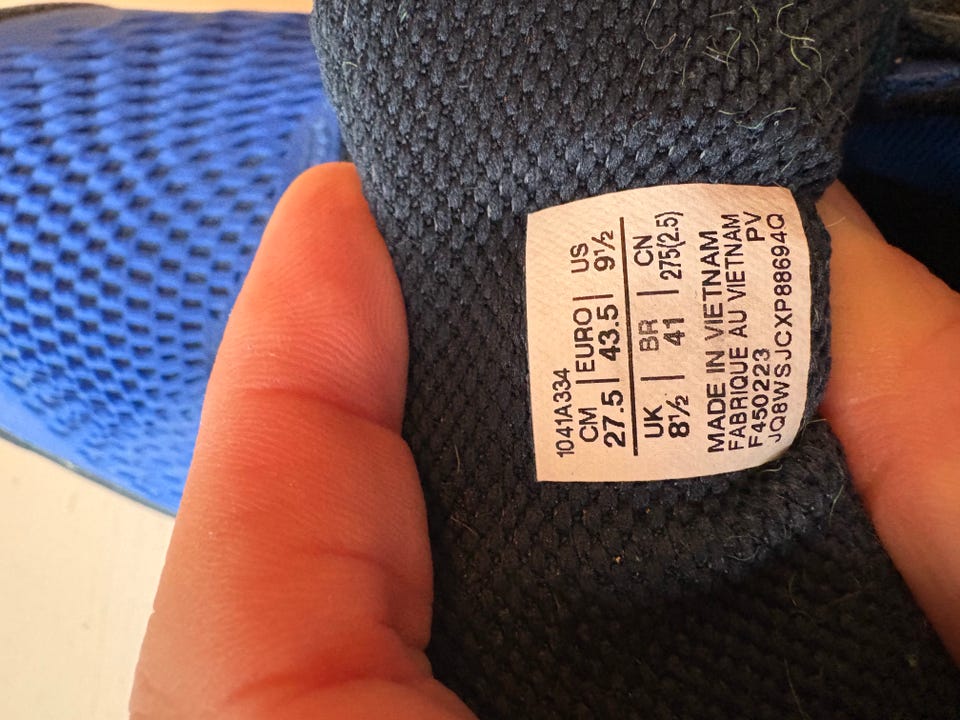 1041A334
CM | EURO | US
27.5 | 43.5 | 9½
UK | BR | CN
8½ | 41 | 275(2.5)
MADE IN VIETNAM
FABRIQUE AU VIETNAM
F450223 PV
JQ8WSJCXP88694Q